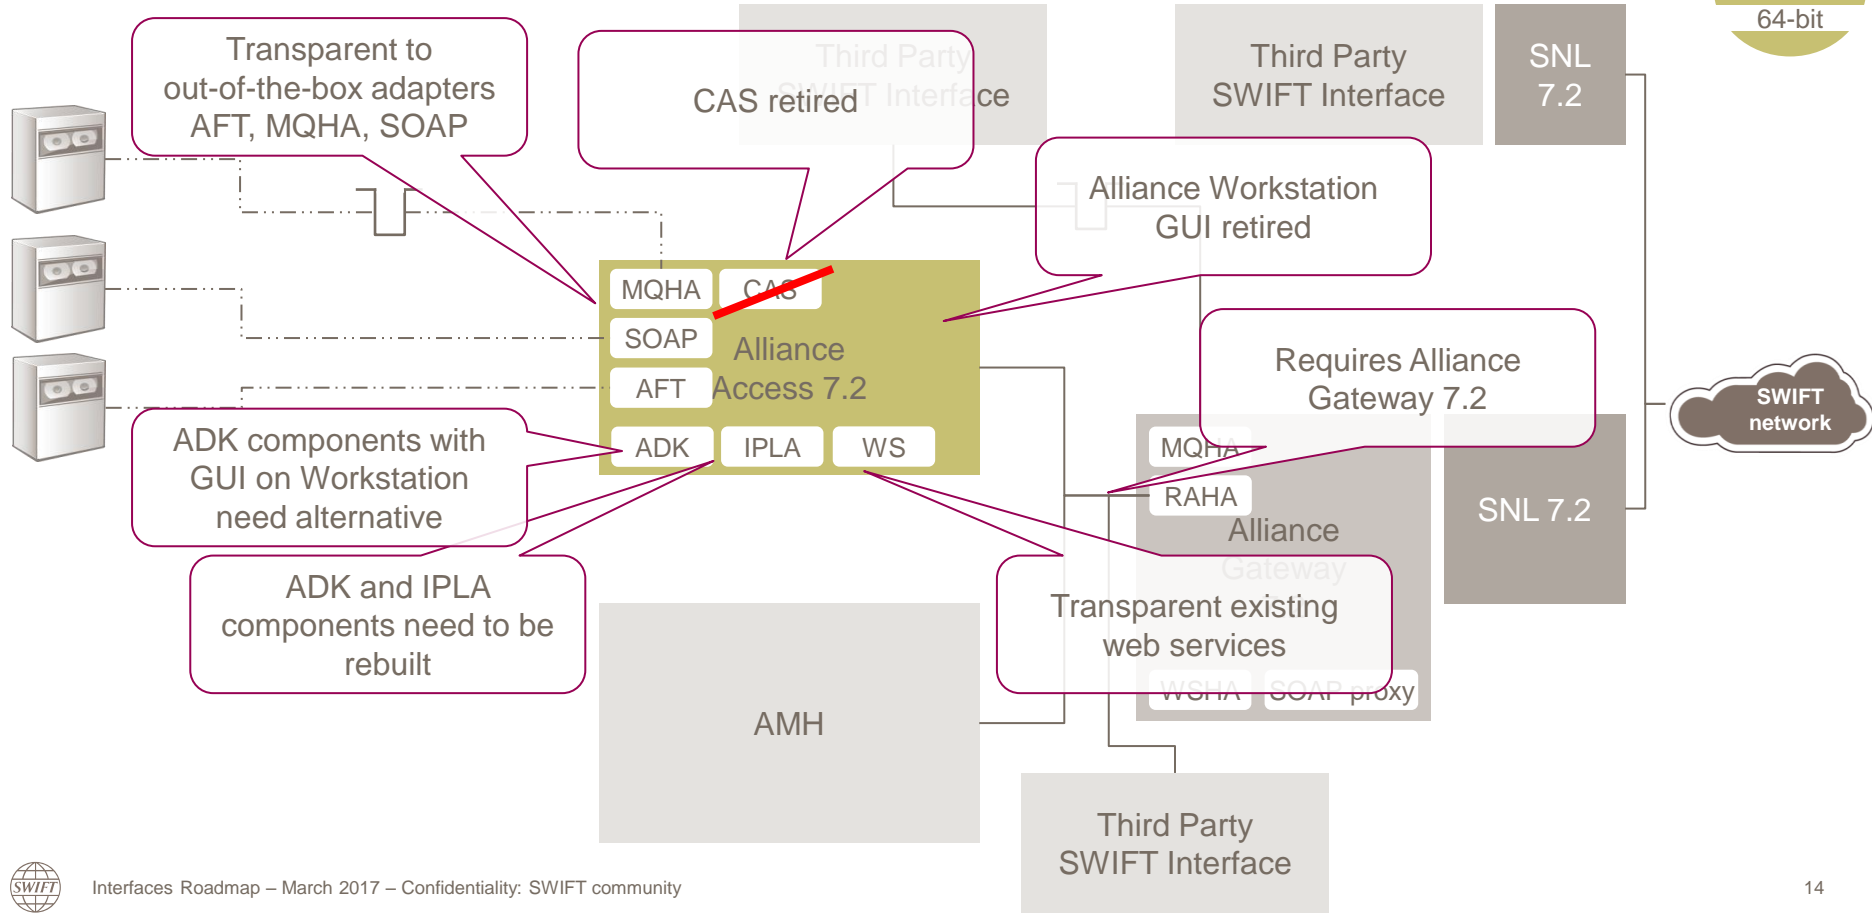 64-bit
Transparent to
out-of-the-box adapters
AFT, MQHA, SOAP
CAS retired
Third Party
SWIFT Interface
Third Party
SWIFT Interface
SNL
7.2
Alliance Workstation
GUI retired
MQHA
CAS
SOAP
AFT
Alliance
Access 7.2
ADK
IPLA
WS
Requires Alliance
Gateway 7.2
SWIFT
network
ADK components with
GUI on Workstation
need alternative
MQHA
RAHA
Alliance
Gateway
SNL 7.2
ADK and IPLA
components need to be
rebuilt
Transparent existing
web services
WSHA
SOAP proxy
AMH
Third Party
SWIFT Interface
SWIFT
Interfaces Roadmap – March 2017 – Confidentiality: SWIFT community
14